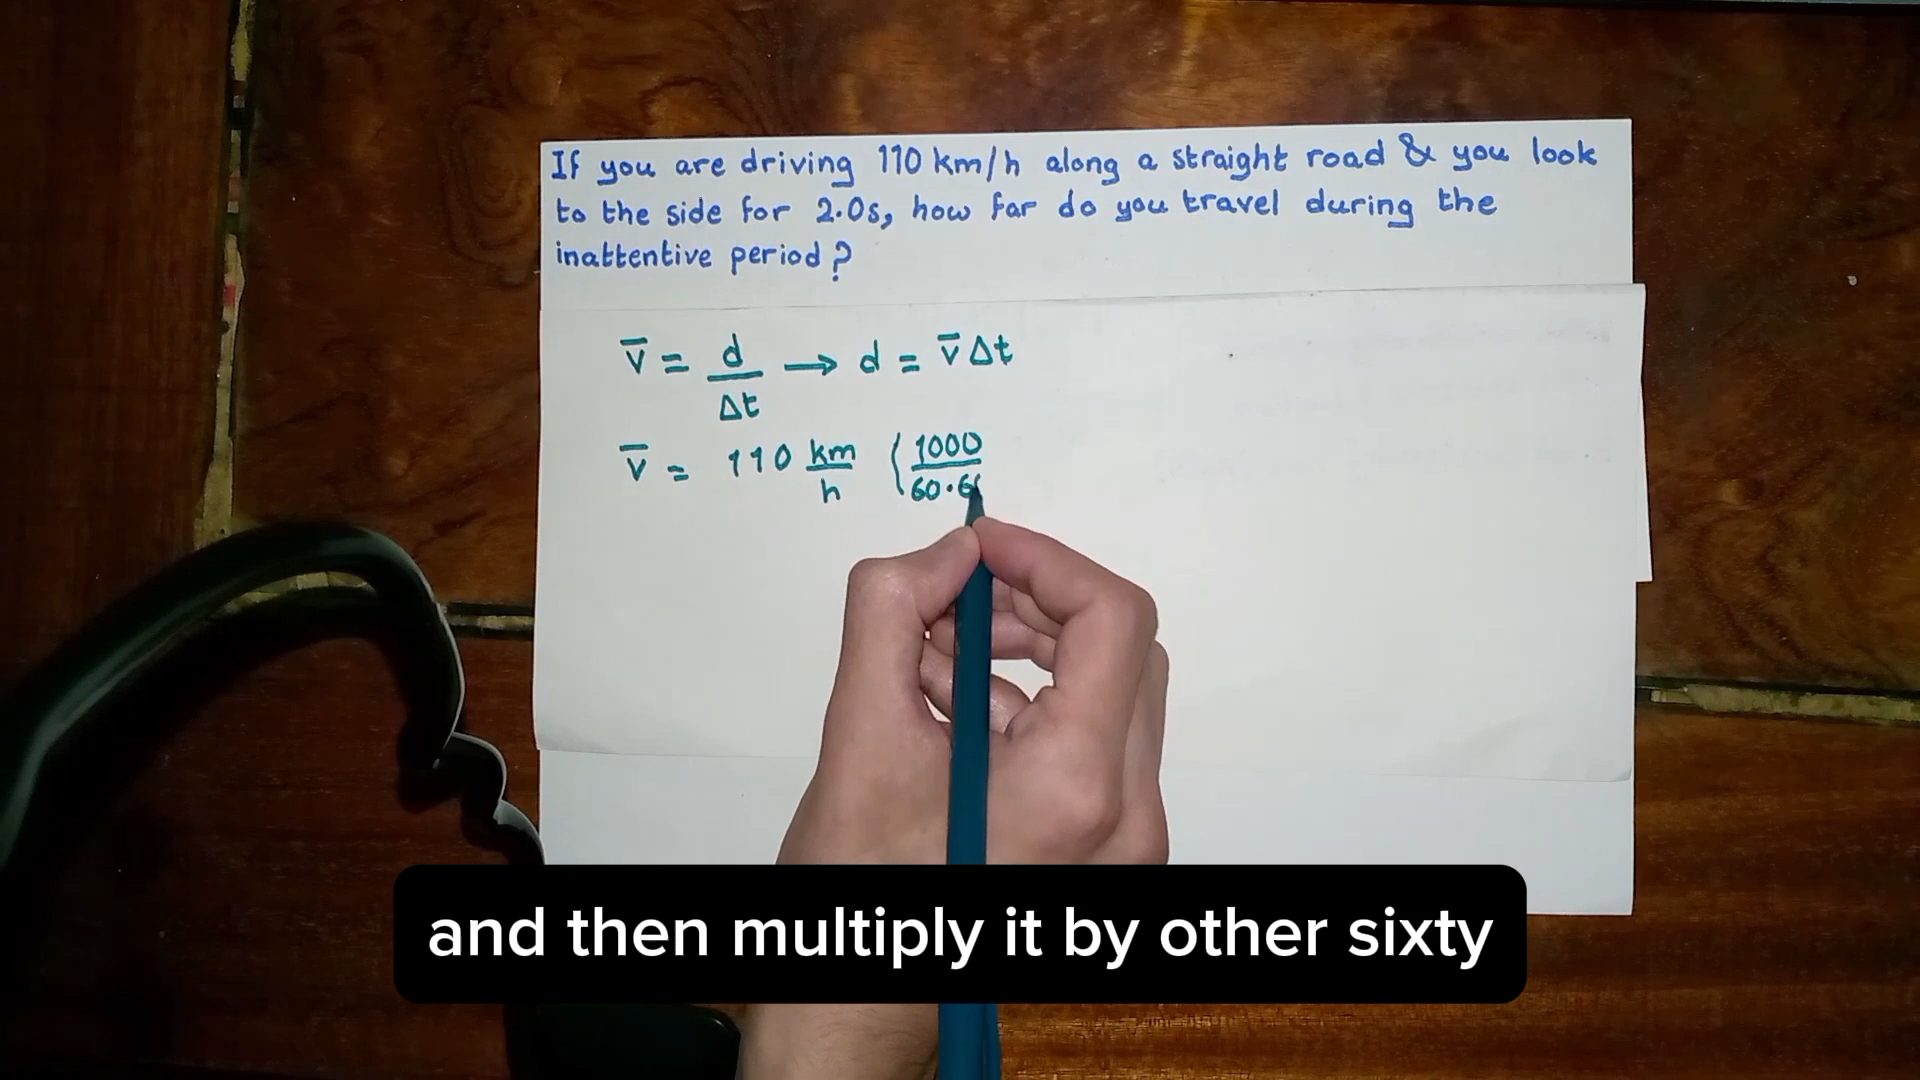 If you are driving 110 km/h along a straight road & you look
to the side for 2.0s, how far do you travel during the
inattentive period?
v̅ = d/Δt → d = v̅ Δt
v̅ = 110 km/h (1000/60·6
and then multiply it by other sixty